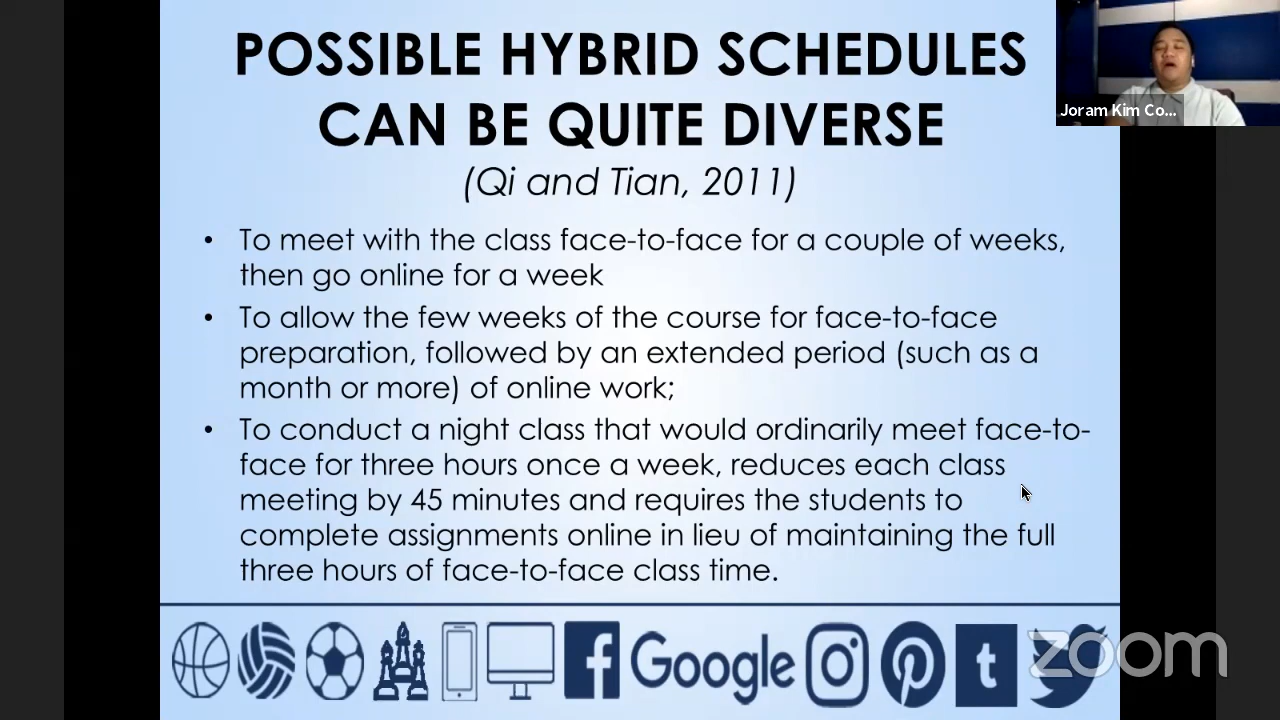 POSSIBLE HYBRID SCHEDULES
CAN BE QUITE DIVERSE
(Qi and Tian, 2011)
Joram Kim Co...
• To meet with the class face-to-face for a couple of weeks,
then go online for a week
• To allow the few weeks of the course for face-to-face
preparation, followed by an extended period (such as a
month or more) of online work;
• To conduct a night class that would ordinarily meet face-to-
face for three hours once a week, reduces each class
meeting by 45 minutes and requires the students to
complete assignments online in lieu of maintaining the full
three hours of face-to-face class time.
Google
zoom